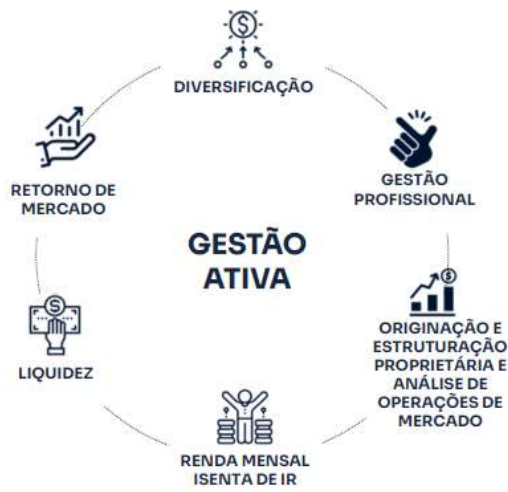 DIVERSIFICAÇÃO
GESTÃO
PROFISSIONAL
ORIGINAÇÃO E
ESTRUTURAÇÃO
PROPRIETÁRIA E
ANÁLISE DE
OPERAÇÕES DE
MERCADO
RENDA MENSAL
ISENTA DE IR
LIQUIDEZ
RETORNO DE
MERCADO
GESTÃO
ATIVA